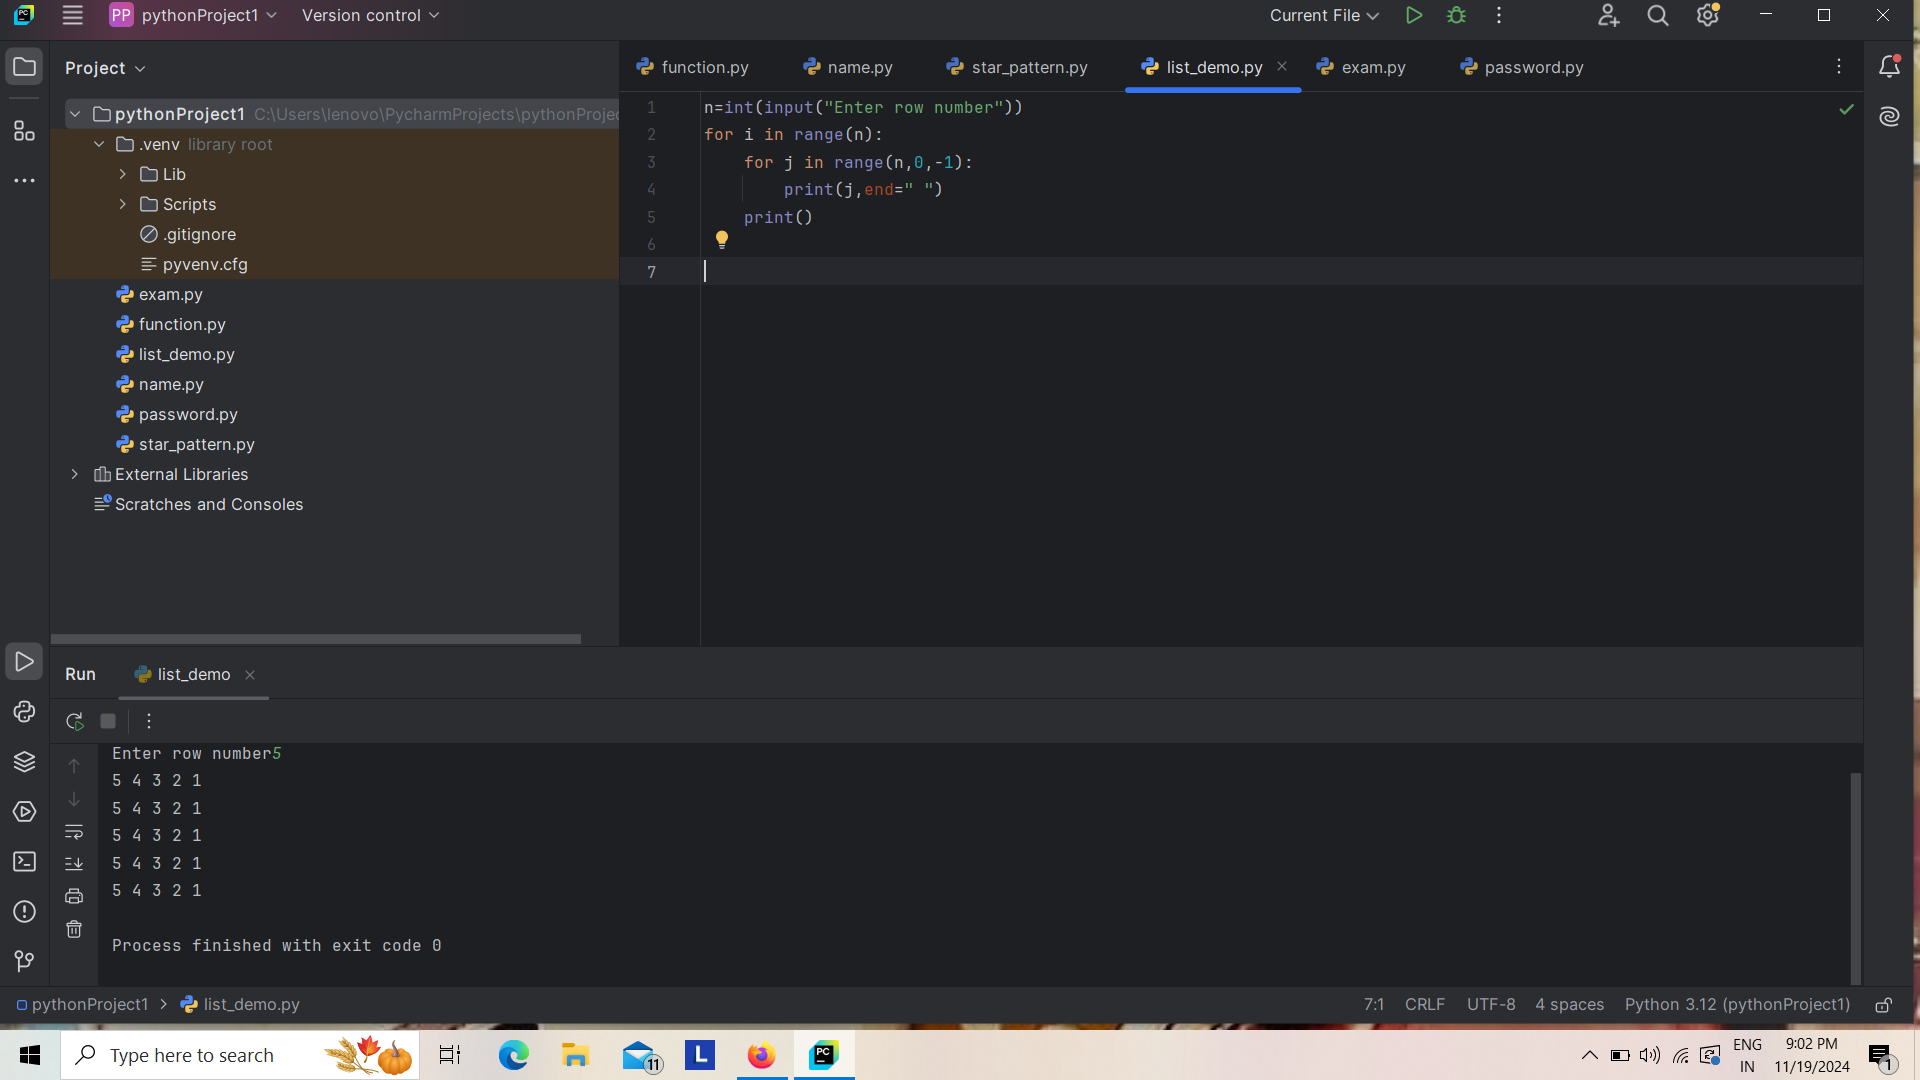 PP pythonProject1 Version control Current File
Project
function.py name.py star_pattern.py list_demo.py exam.py password.py
pythonProject1 C:\Users\lenovo\PycharmProjects\pythonProjec
.venv library root
Lib
Scripts
.gitignore
pyvenv.cfg
exam.py
function.py
list_demo.py
name.py
password.py
star_pattern.py
External Libraries
Scratches and Consoles
1 n=int(input("Enter row number"))
2 for i in range(n):
3     for j in range(n,0,-1):
4         print(j,end=" ")
5     print()
6
7
Run list_demo
Enter row number5
5 4 3 2 1
5 4 3 2 1
5 4 3 2 1
5 4 3 2 1
5 4 3 2 1
Process finished with exit code 0
pythonProject1 > list_demo.py 7:1 CRLF UTF-8 4 spaces Python 3.12 (pythonProject1)
Type here to search
11
L
PC
ENG
IN
9:02 PM
11/19/2024
1